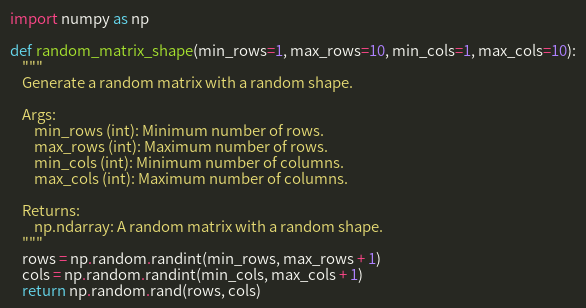 import numpy as np

def random_matrix_shape(min_rows=1, max_rows=10, min_cols=1, max_cols=10):
    """
    Generate a random matrix with a random shape.

    Args:
        min_rows (int): Minimum number of rows.
        max_rows (int): Maximum number of rows.
        min_cols (int): Minimum number of columns.
        max_cols (int): Maximum number of columns.

    Returns:
        np.ndarray: A random matrix with a random shape.
    """
    rows = np.random.randint(min_rows, max_rows + 1)
    cols = np.random.randint(min_cols, max_cols + 1)
    return np.random.rand(rows, cols)